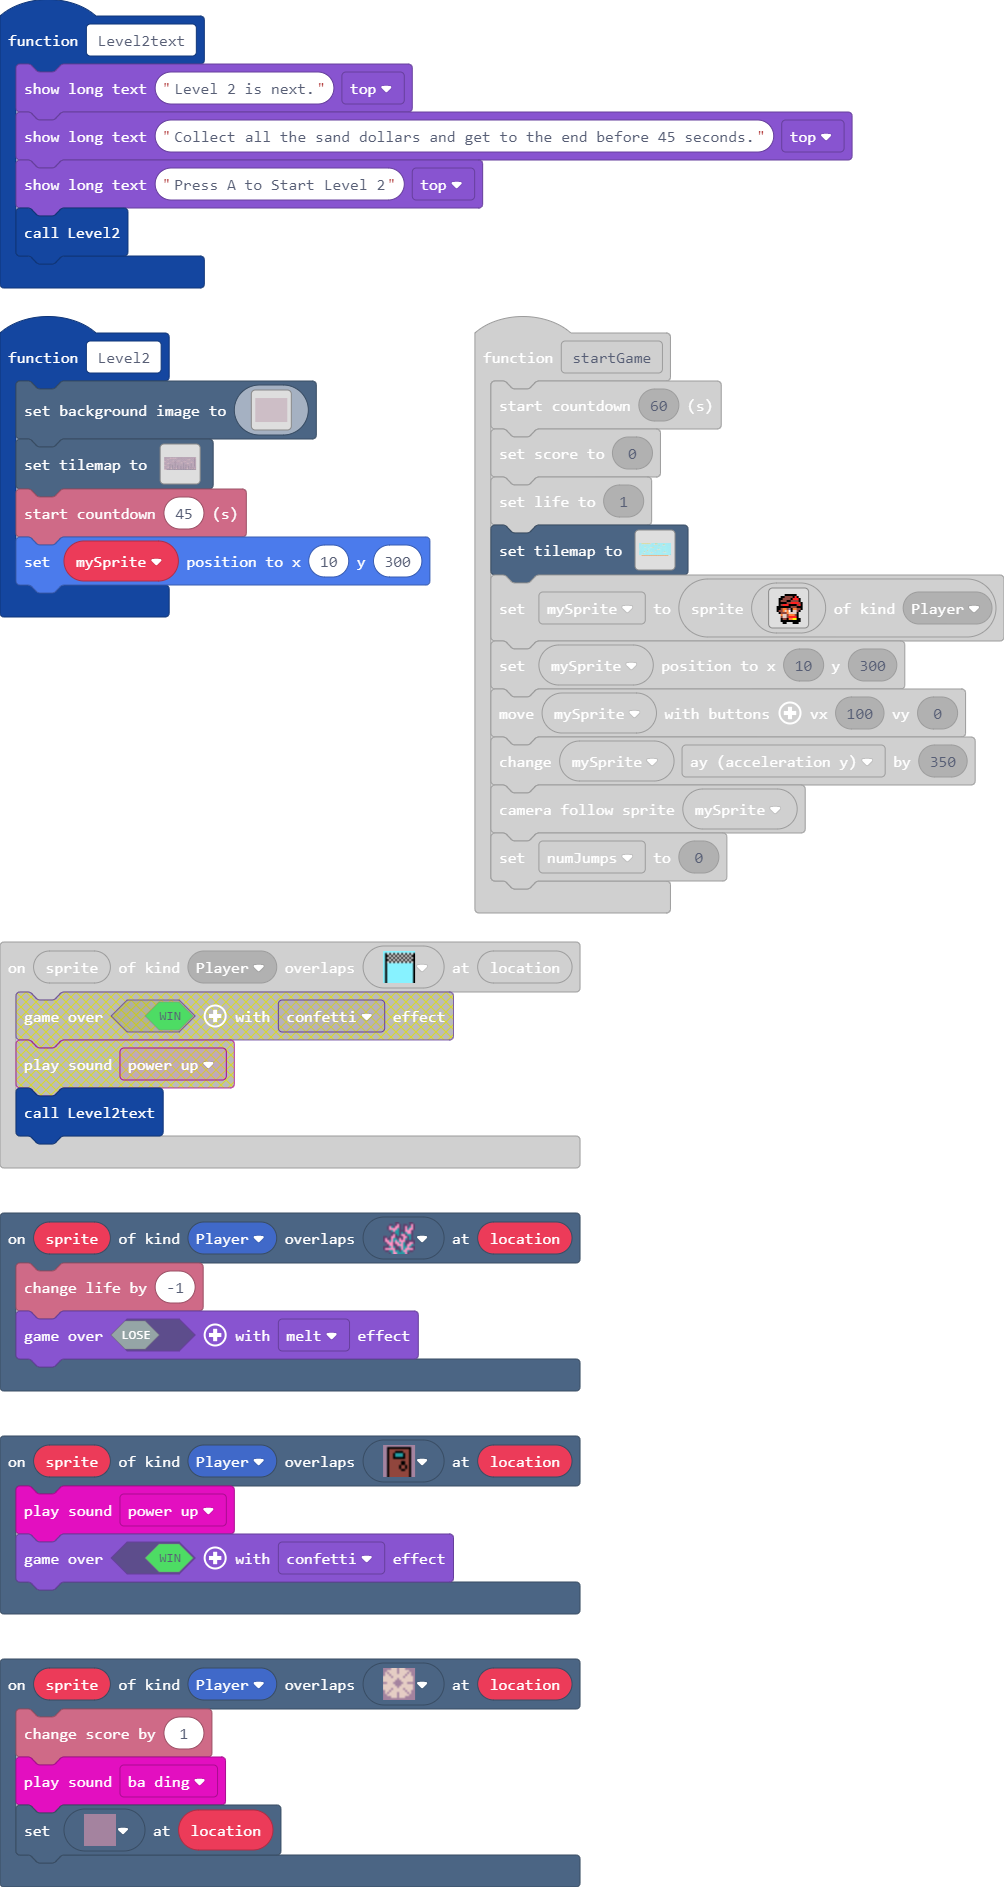 function Level2text
show long text "Level 2 is next." top
show long text "Collect all the sand dollars and get to the end before 45 seconds." top
show long text "Press A to Start Level 2" top
call Level2
function Level2
set background image to
set tilemap to
start countdown 45 (s)
set mySprite position to x 10 y 300
function startGame
start countdown 60 (s)
set score to 0
set life to 1
set tilemap to
set mySprite to sprite of kind Player
set mySprite position to x 10 y 300
move mySprite with buttons vx 100 vy 0
change mySprite ay (acceleration y) by 350
camera follow sprite mySprite
set numJumps to 0
on sprite of kind Player overlaps at location
game over WIN with confetti effect
play sound power up
call Level2text
on sprite of kind Player overlaps at location
change life by -1
game over LOSE with melt effect
on sprite of kind Player overlaps at location
play sound power up
game over WIN with confetti effect
on sprite of kind Player overlaps at location
change score by 1
play sound ba ding
set at location